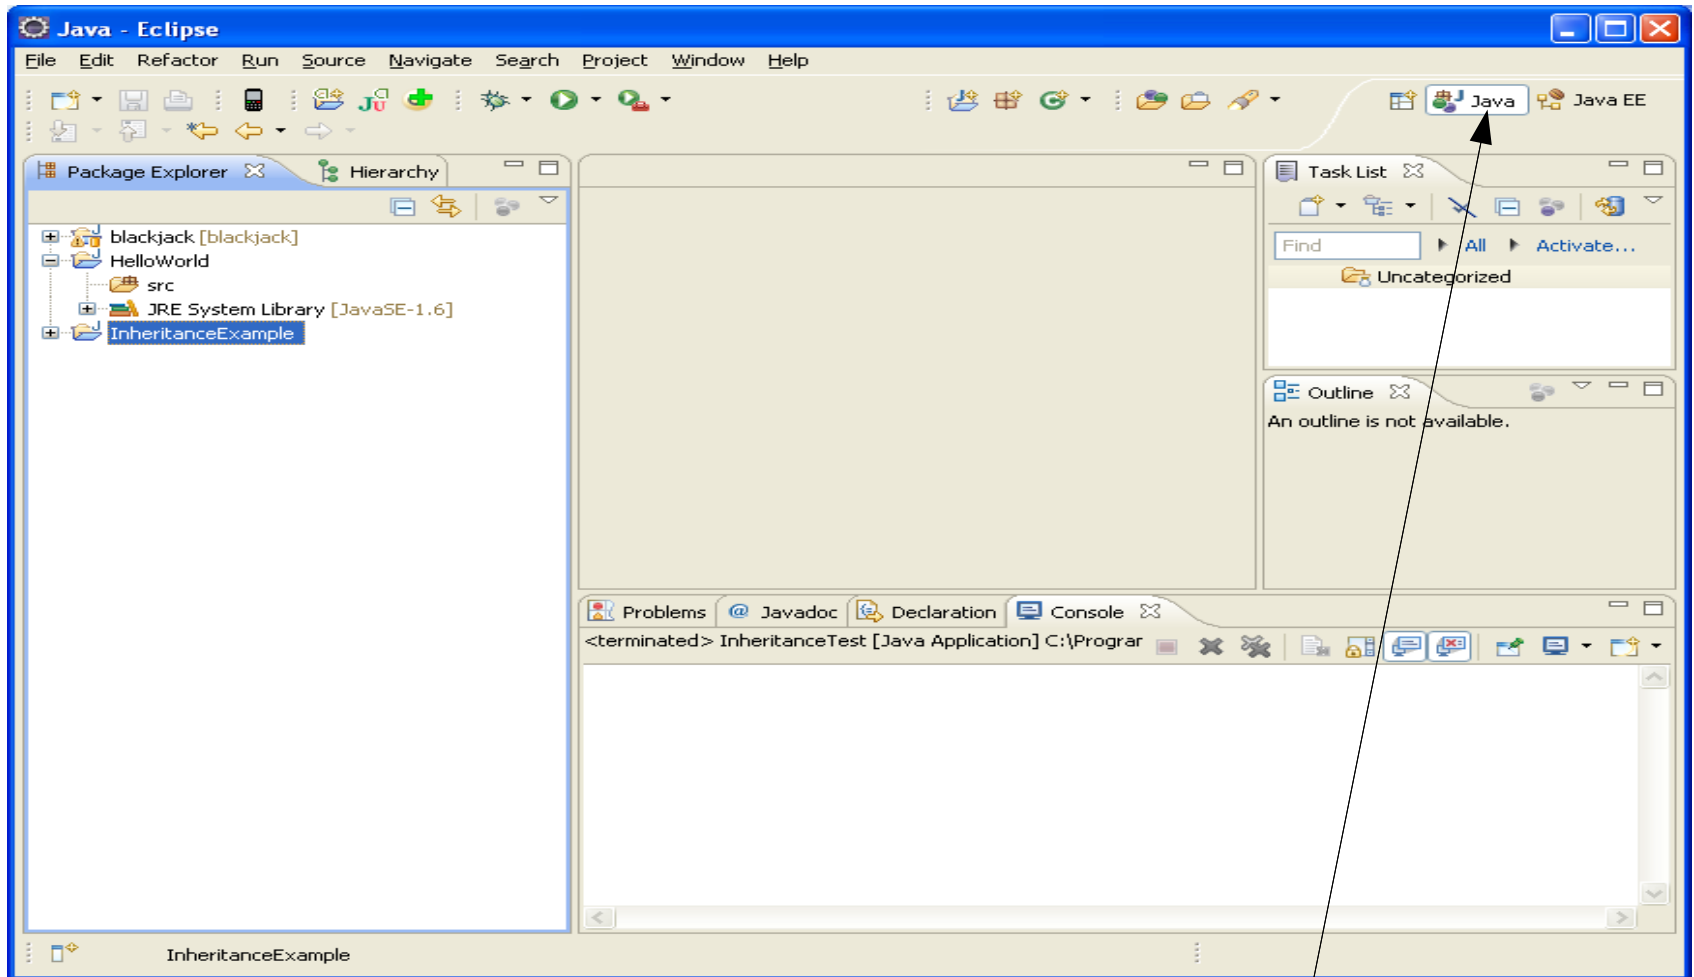 Java - Eclipse
File Edit Refactor Run Source Navigate Search Project Window Help
Java Java EE
Package Explorer Hierarchy
blackjack [blackjack]
HelloWorld
src
JRE System Library [JavaSE-1.6]
InheritanceExample
Task List
Find All Activate...
Uncategorized
Outline
An outline is not available.
Problems @ Javadoc Declaration Console
<terminated> InheritanceTest [Java Application] C:\Prograr
InheritanceExample